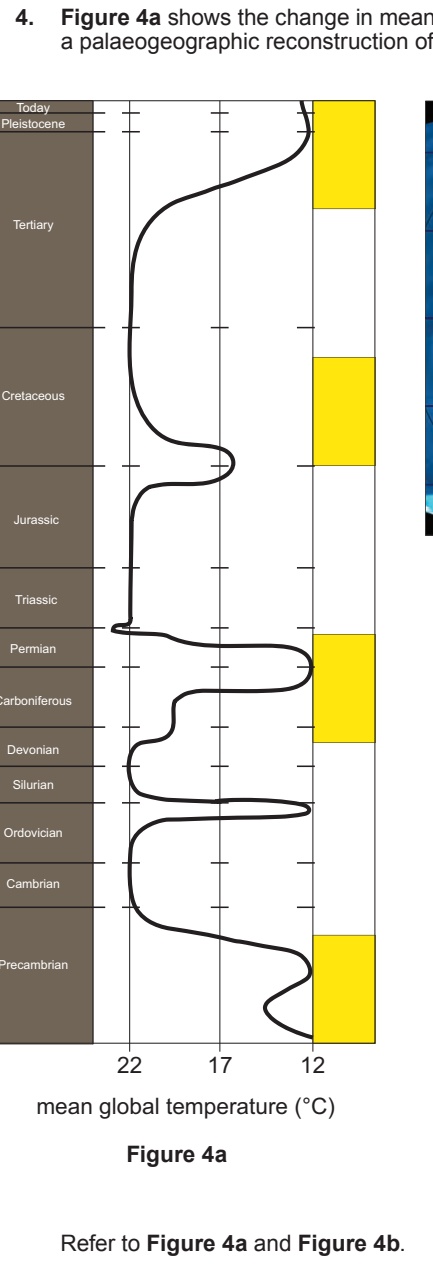 4. Figure 4a shows the change in mean
a palaeogeographic reconstruction of
Today
Pleistocene
Tertiary
Cretaceous
Jurassic
Triassic
Permian
Carboniferous
Devonian
Silurian
Ordovician
Cambrian
Precambrian
22 17 12
mean global temperature (°C)
Figure 4a
Refer to Figure 4a and Figure 4b.